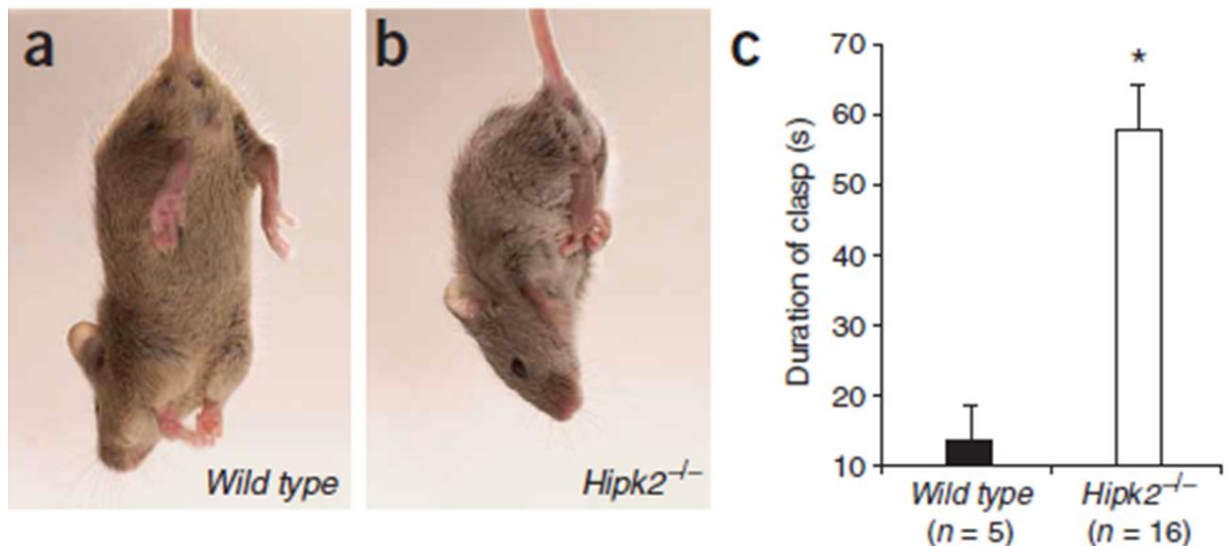 a
b
c
Wild type
Hipk2–/–
Duration of clasp (s)
70
60
50
40
30
20
10
*
Wild type
(n = 5)
Hipk2–/–
(n = 16)